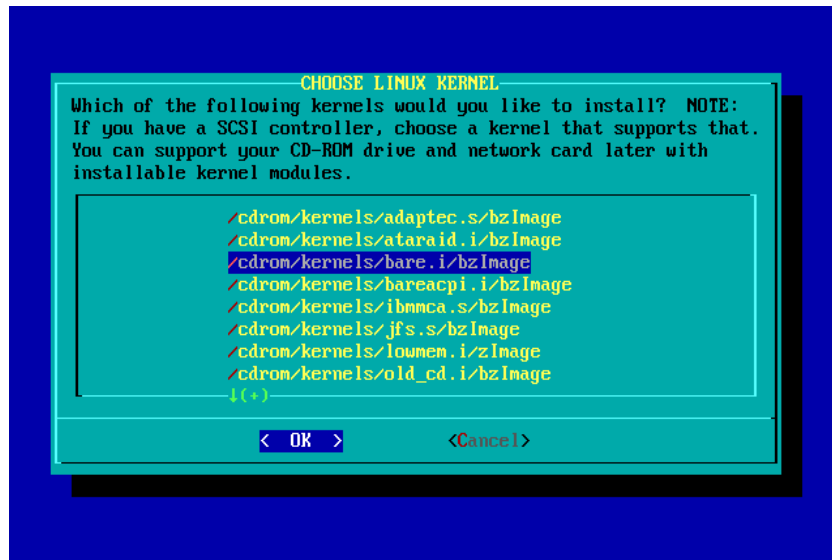 CHOOSE LINUX KERNEL
Which of the following kernels would you like to install?  NOTE:
If you have a SCSI controller, choose a kernel that supports that.
You can support your CD-ROM drive and network card later with
installable kernel modules.
/cdrom/kernels/adaptec.s/bzImage
/cdrom/kernels/ataraid.i/bzImage
/cdrom/kernels/bare.i/bzImage
/cdrom/kernels/bareacpi.i/bzImage
/cdrom/kernels/ibmmca.s/bzImage
/cdrom/kernels/jfs.s/bzImage
/cdrom/kernels/lowmem.i/zImage
/cdrom/kernels/old_cd.i/bzImage
↓(+)
< OK > <Cancel>